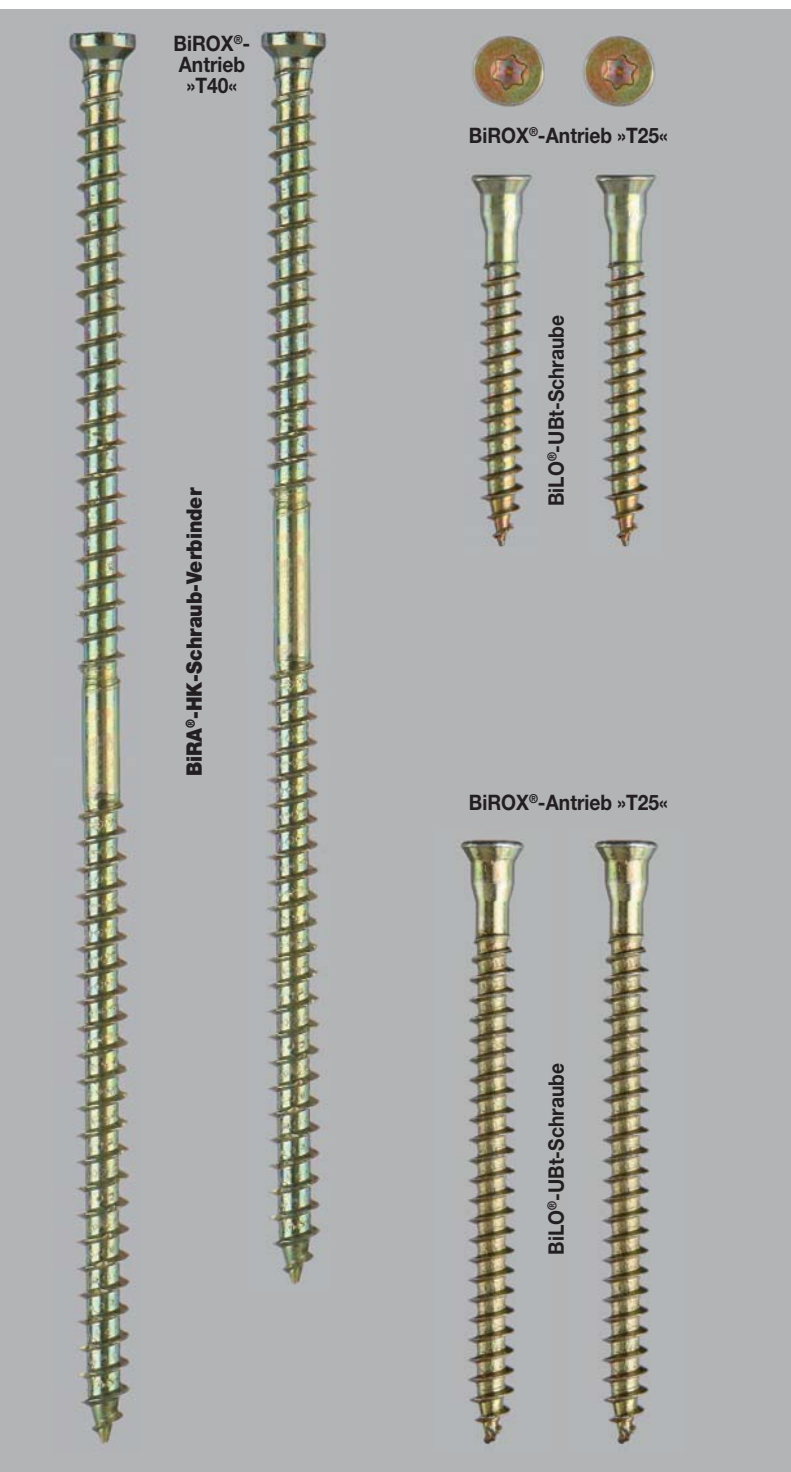 BiROX®-
Antrieb
»T40«
BiRA®-HK-Schraub-Verbinder
BiROX®-Antrieb »T25«
BiLO®-UBt-Schraube
BiROX®-Antrieb »T25«
BiLO®-UBt-Schraube